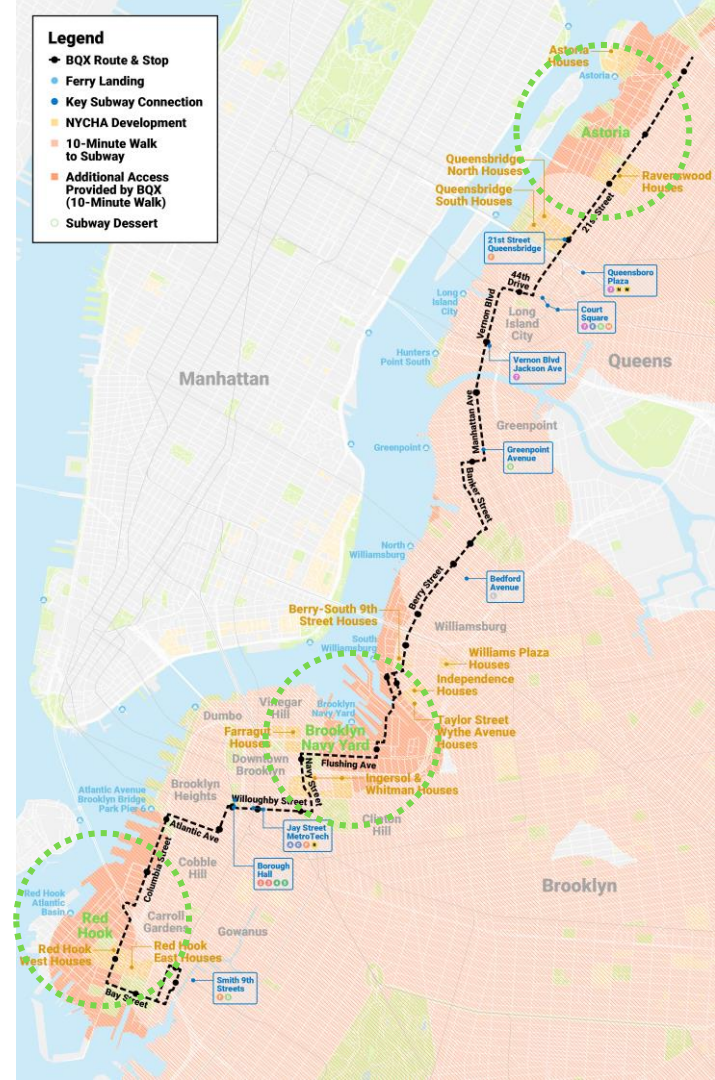 Legend
BQX Route & Stop
Ferry Landing
Key Subway Connection
NYCHA Development
10-Minute Walk
to Subway
Additional Access
Provided by BQX
(10-Minute Walk)
Subway Dessert
Astoria
Houses
Astoria
Astoria
Queensbridge
North Houses
Ravenswood
Houses
Queensbridge
South Houses
21st Street
21st Street
Queensbridge
F
Queensboro
Plaza
7 N W
44th
Drive
Long
Island
City
Vernon Blvd
Long
Island
City
Court
Square
7 E G M
Hunters
Point South
Vernon Blvd
Jackson Ave
7
Queens
Manhattan
Manhattan Ave
Greenpoint
Greenpoint
Greenpoint
Avenue
G
Banker Street
North
Williamsburg
Bedford
Avenue
L
Berry Street
Berry-South 9th
Street Houses
Williamsburg
South
Williamsburg
Williams Plaza
Houses
Independence
Houses
Vinegar
Hill
Brooklyn
Navy Yard
Dumbo
Taylor Street
Wythe Avenue
Houses
Farragut
Houses
Brooklyn
Navy Yard
Downtown
Brooklyn
Flushing Ave
Navy Street
Ingersol &
Whitman Houses
Brooklyn
Heights
Atlantic Avenue
Brooklyn Bridge
Park Pier 6
Willoughby Street
Clinton
Hill
Atlantic Ave
Jay Street
MetroTech
A C F R
Columbia Street
Cobble
Hill
Borough
Hall
2 3 4 5
Brooklyn
Red Hook
Atlantic
Basin
Red
Hook
Carroll
Gardens
Gowanus
Red Hook
West Houses
Red Hook
East Houses
Bay Street
Smith 9th
Streets
F G